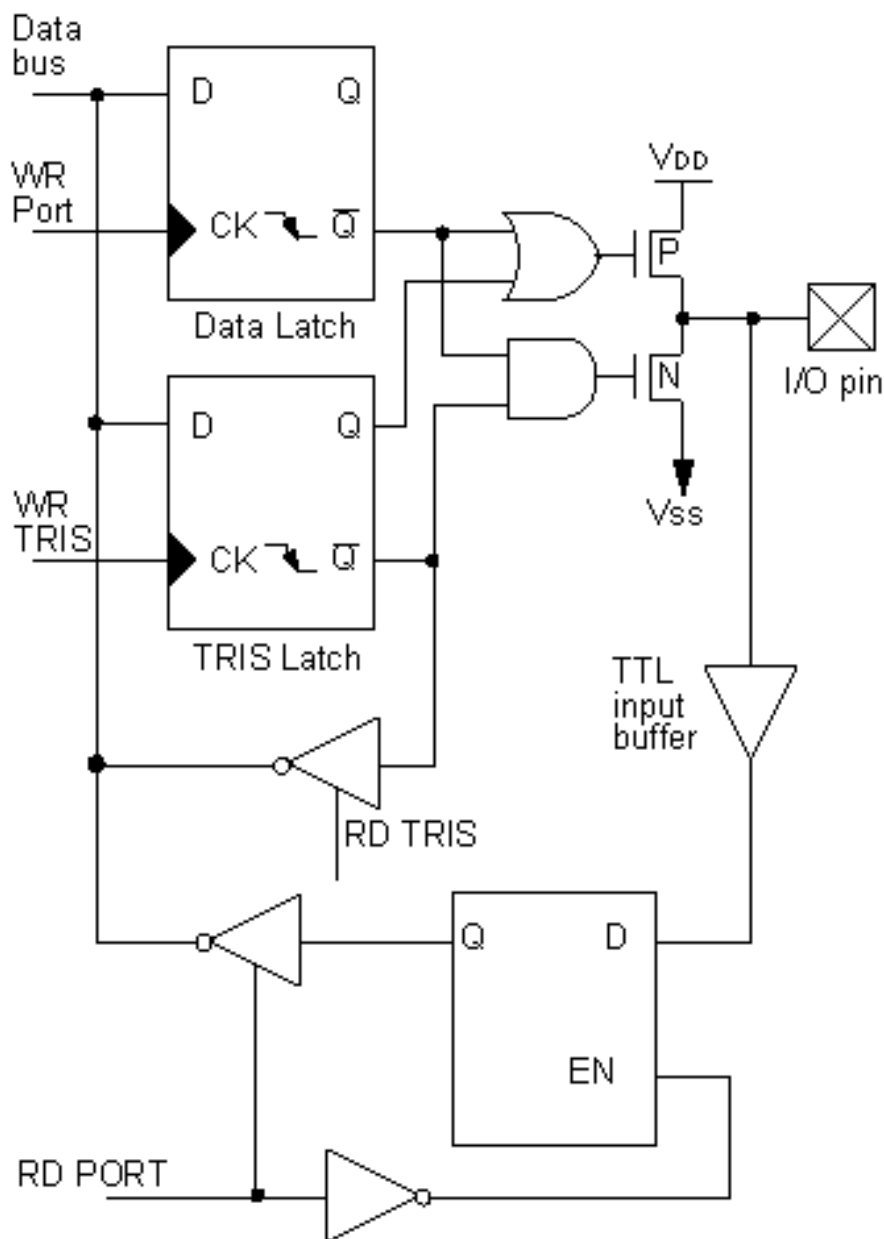 Data
bus
D
Q
WR
Port
CK
Q̅
VDD
P
Data Latch
N
I/O pin
D
Q
WR
TRIS
CK
Q̅
VSS
TRIS Latch
TTL
input
buffer
RD TRIS
Q
D
EN
RD PORT